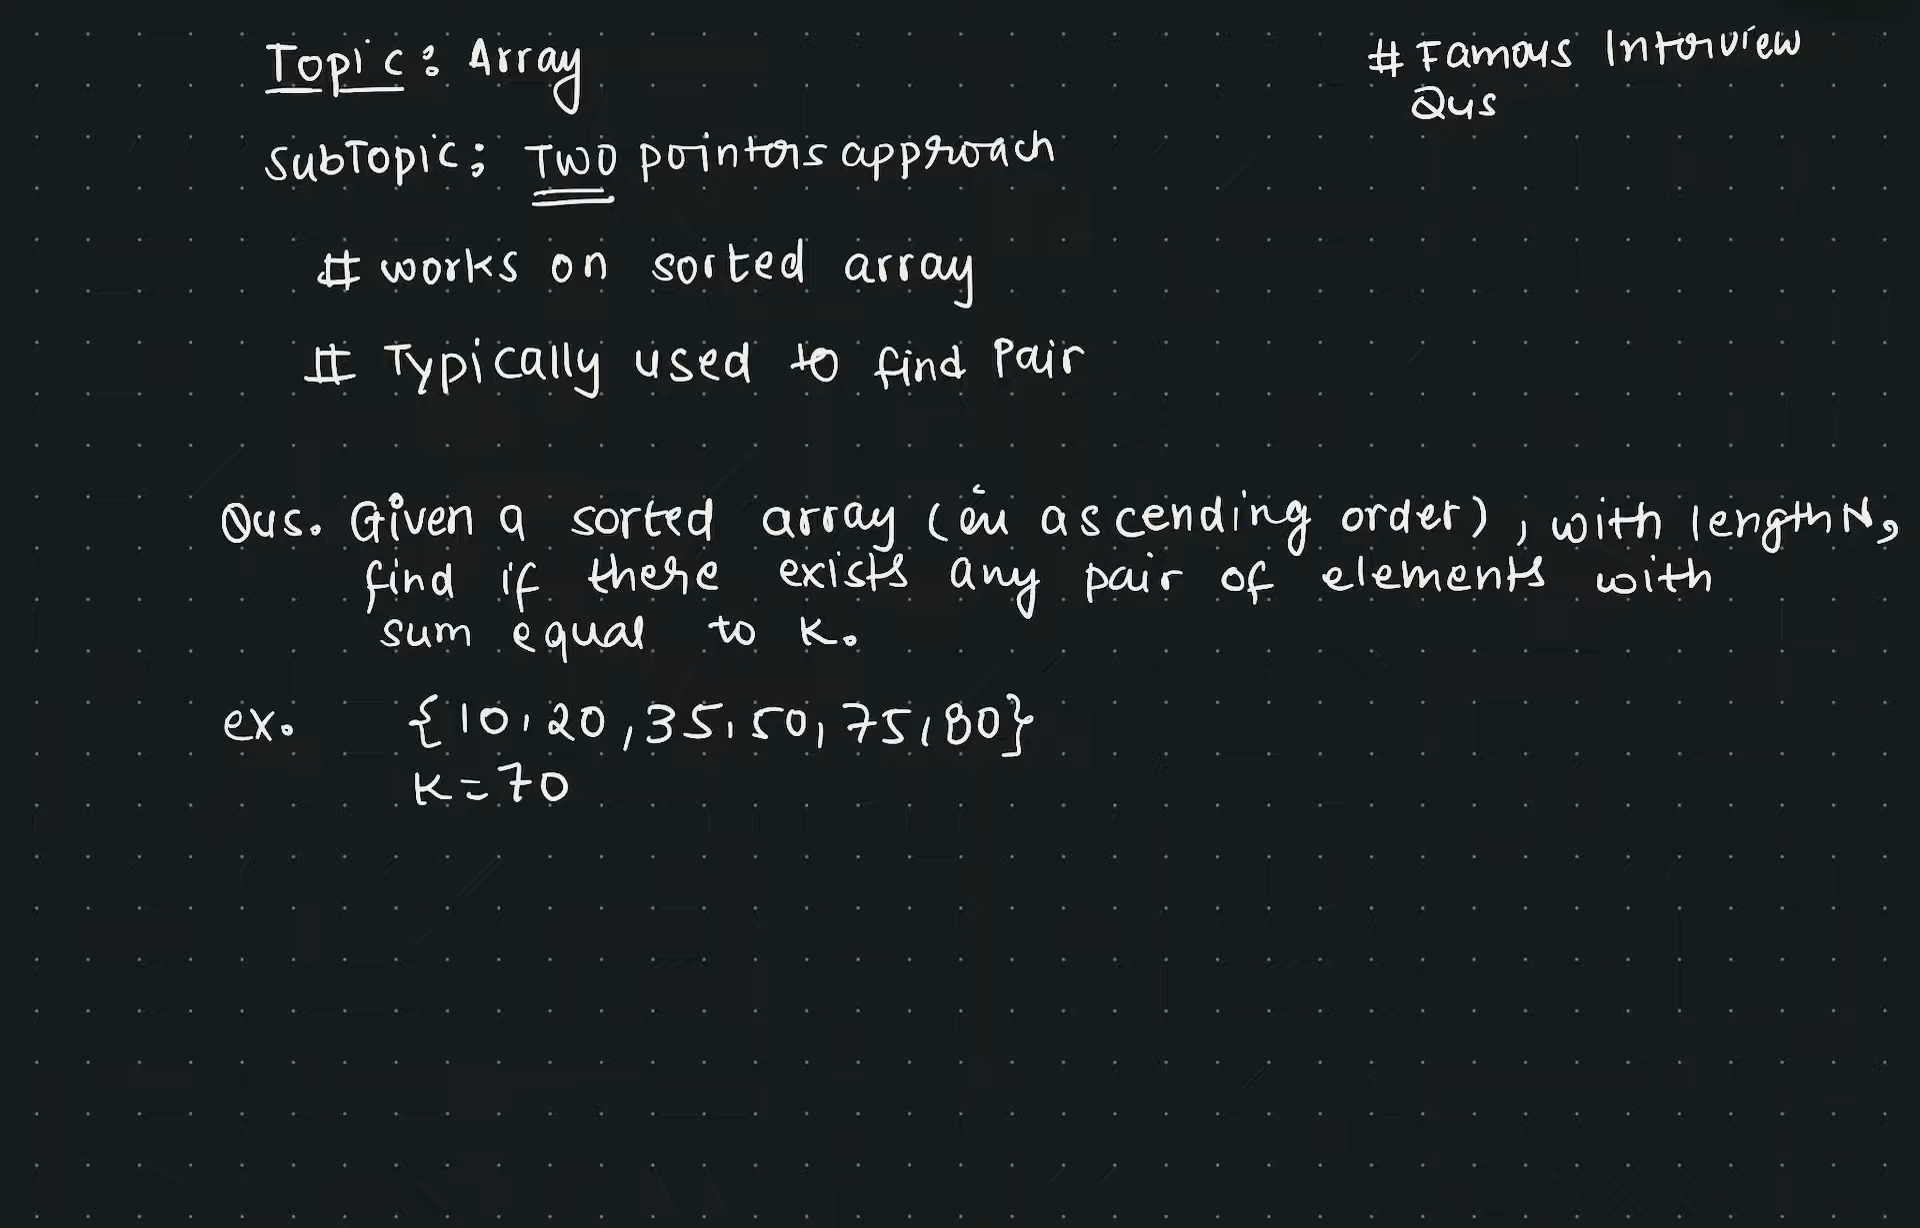 Topic: Array
# Famous Interview
Qus
SubTopic: Two pointers approach
# works on sorted array
# Typically used to find Pair
Qus. Given a sorted array (in ascending order), with length N,
find if there exists any pair of elements with
sum equal to K.
ex. {10, 20, 35, 50, 75, 80}
K = 70